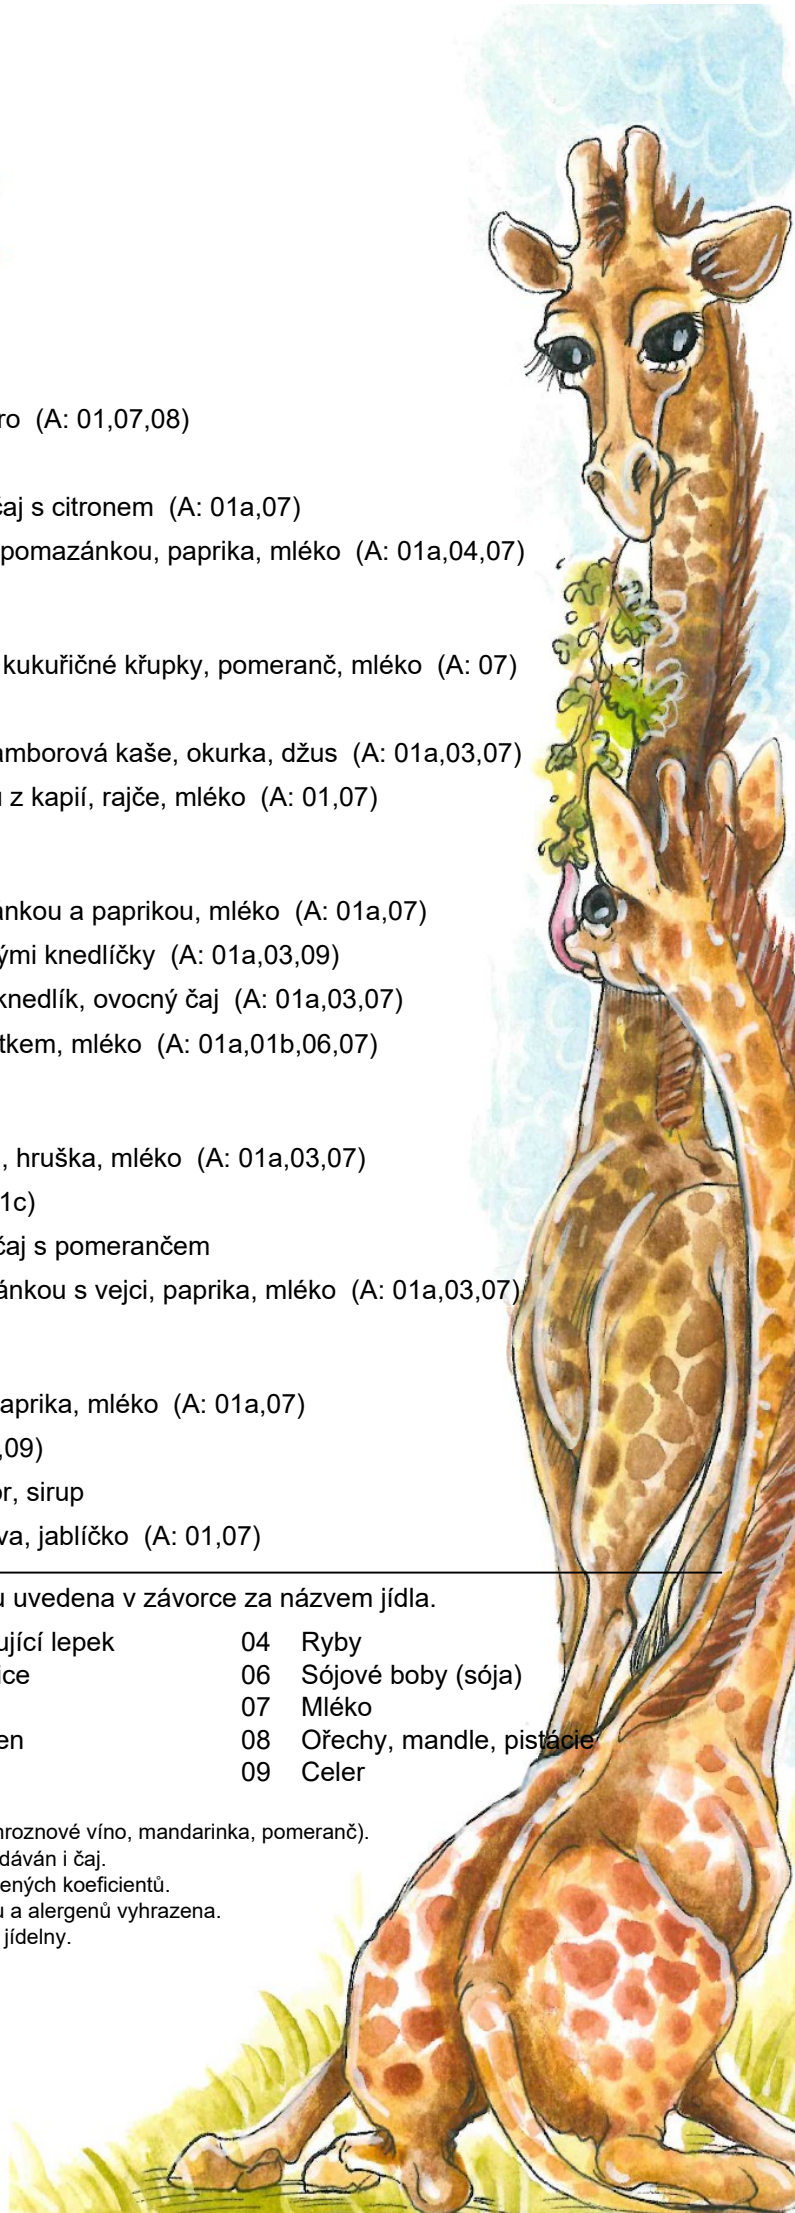 ro (A: 01,07,08)
čaj s citronem (A: 01a,07)
pomazánkou, paprika, mléko (A: 01a,04,07)
kukuřičné křupky, pomeranč, mléko (A: 07)
amborová kaše, okurka, džus (A: 01a,03,07)
z kapií, rajče, mléko (A: 01,07)
ankou a paprikou, mléko (A: 01a,07)
ými knedlíčky (A: 01a,03,09)
knedlík, ovocný čaj (A: 01a,03,07)
tkem, mléko (A: 01a,01b,06,07)
, hruška, mléko (A: 01a,03,07)
1c)
čaj s pomerančem
ánkou s vejci, paprika, mléko (A: 01a,03,07)
aprika, mléko (A: 01a,07)
,09)
or, sirup
va, jablíčko (A: 01,07)
u uvedena v závorce za názvem jídla.
ující lepek 04 Ryby
ice 06 Sójové boby (sója)
07 Mléko
en 08 Ořechy, mandle, pistácie
09 Celer
hroznové víno, mandarinka, pomeranč).
dáván i čaj.
ených koeficientů.
u a alergenů vyhrazena.
jídelny.